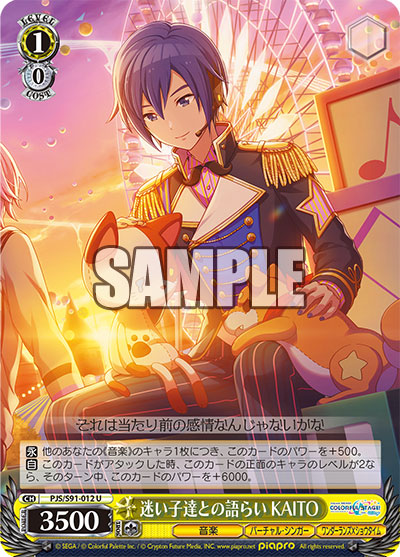 LEVEL
1
0
COST
SAMPLE
それは当たり前の感情なんじゃないかな
永 他のあなたの《音楽》のキャラ1枚につき、このカードのパワーを+500。
自 このカードがアタックした時、このカードの正面のキャラのレベルが2なら、そのターン中、このカードのパワーを+6000。
CH PJS/S91-012 U
迷い子達との語らい KAITO
3500
音楽
バーチャル・シンガー
ワンダーランズ×ショウタイム
© SEGA / © Colorful Palette Inc. / © Crypton Future Media, INC. www.piapro.net piapro